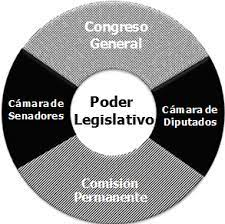 Congreso
General
Cámara de
Senadores
Poder
Legislativo
Cámara de
Diputados
Comisión
Permanente